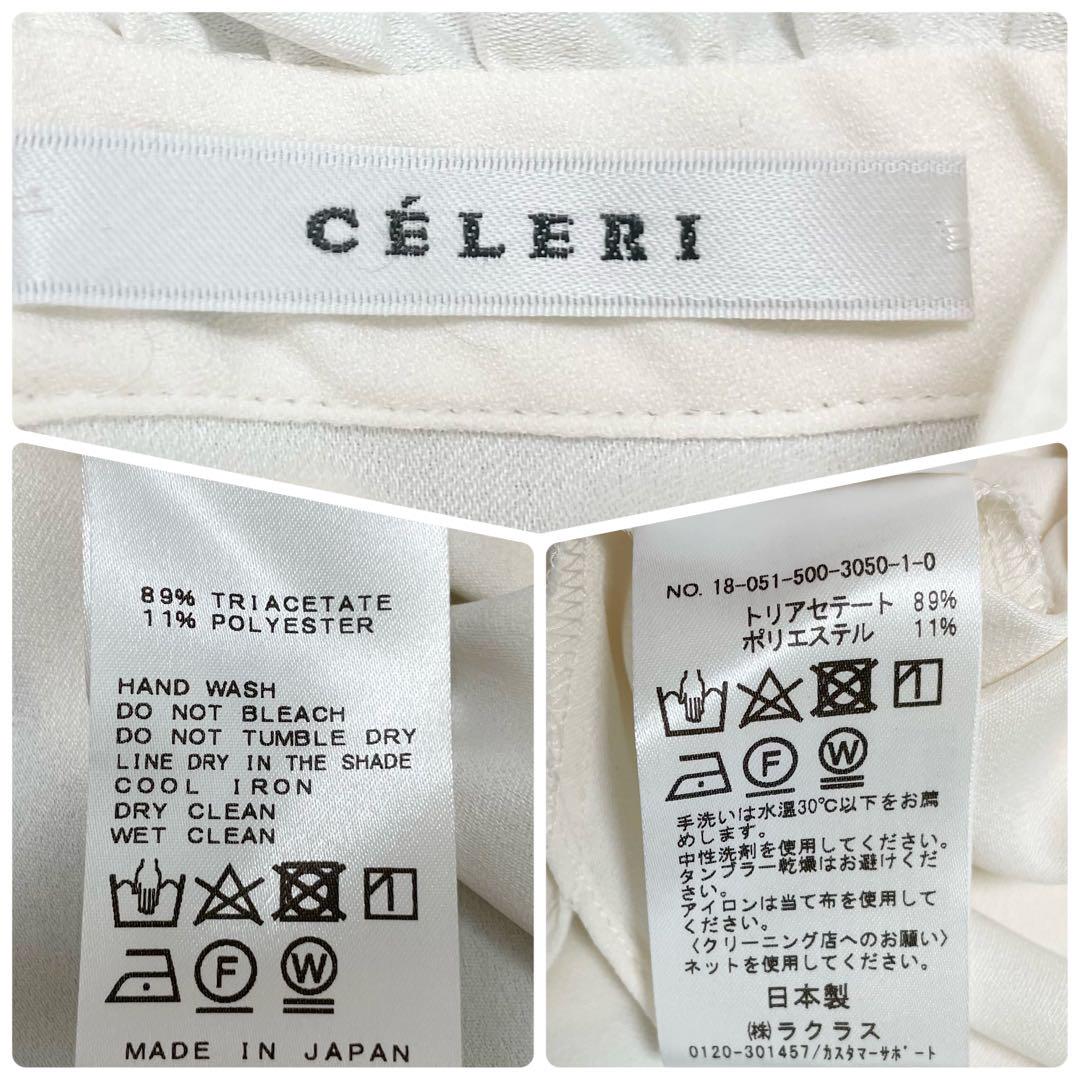 CÉLERI
89% TRIACETATE
11% POLYESTER
HAND WASH
DO NOT BLEACH
DO NOT TUMBLE DRY
LINE DRY IN THE SHADE
COOL IRON
DRY CLEAN
WET CLEAN
F W
MADE IN JAPAN
NO. 18-051-500-3050-1-0
トリアセテート 89%
ポリエステル 11%
F W
手洗いは水温30℃以下をお薦
めします。
中性洗剤を使用してください。
タンブラー乾燥はお避けくだ
さい。
アイロンは当て布を使用して
ください。
〈クリーニング店へのお願い〉
ネットを使用してください。
日本製
㈱ラクラス
0120-301457/カスタマーサポート